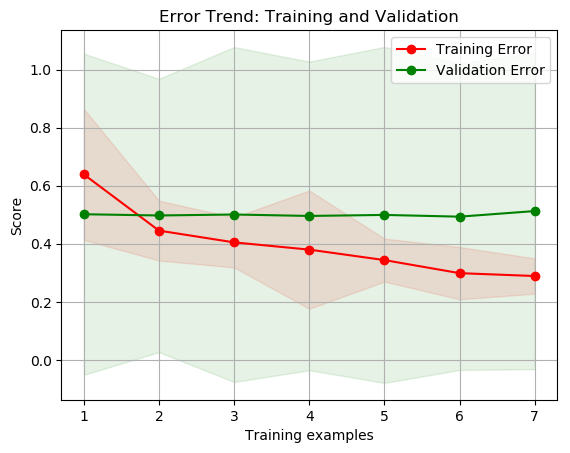 Error Trend: Training and Validation
Training Error
Validation Error
1.0
0.8
0.6
0.4
0.2
0.0
Score
1 2 3 4 5 6 7
Training examples